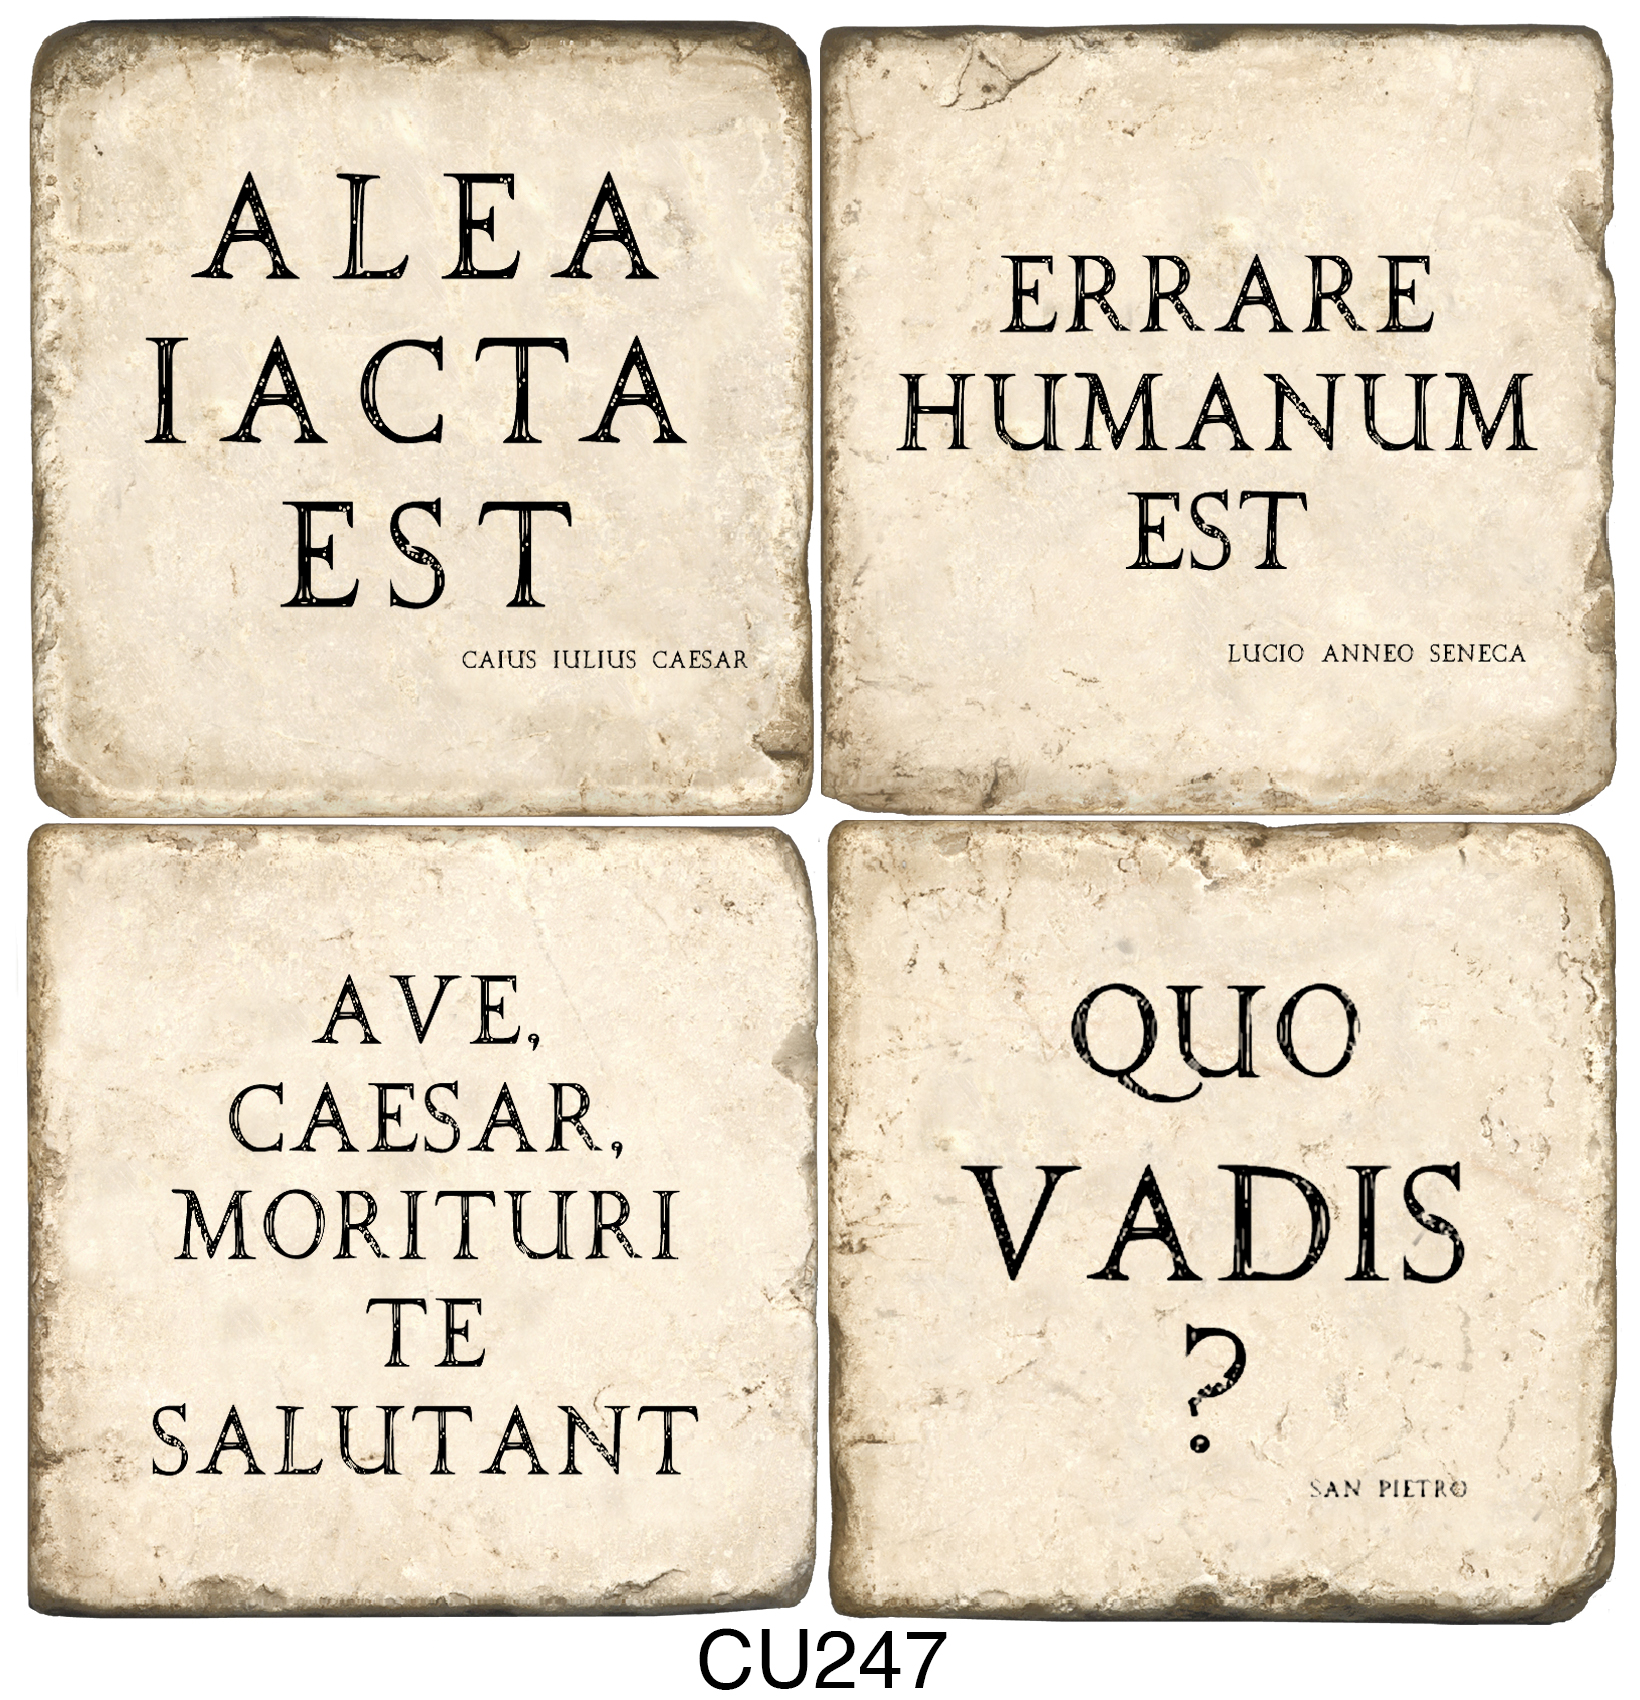 ALEA
IACTA
EST
CAIUS IULIUS CAESAR
ERRARE
HUMANUM
EST
LUCIO ANNEO SENECA
AVE,
CAESAR,
MORITURI
TE
SALUTANT
QUO
VADIS
?
SAN PIETRO
CU247